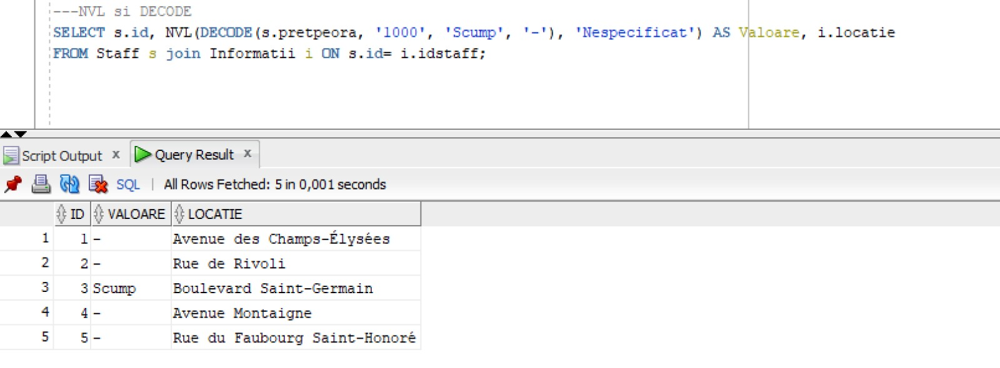 ---NVL si DECODE
SELECT s.id, NVL(DECODE(s.pretpeora, '1000', 'Scump', '-'), 'Nespecificat') AS Valoare, i.locatie
FROM Staff s join Informatii i ON s.id= i.idstaff;
Script Output x Query Result x
SQL | All Rows Fetched: 5 in 0,001 seconds
ID VALOARE LOCATIE
1 1 - Avenue des Champs-Élysées
2 2 - Rue de Rivoli
3 3 Scump Boulevard Saint-Germain
4 4 - Avenue Montaigne
5 5 - Rue du Faubourg Saint-Honoré